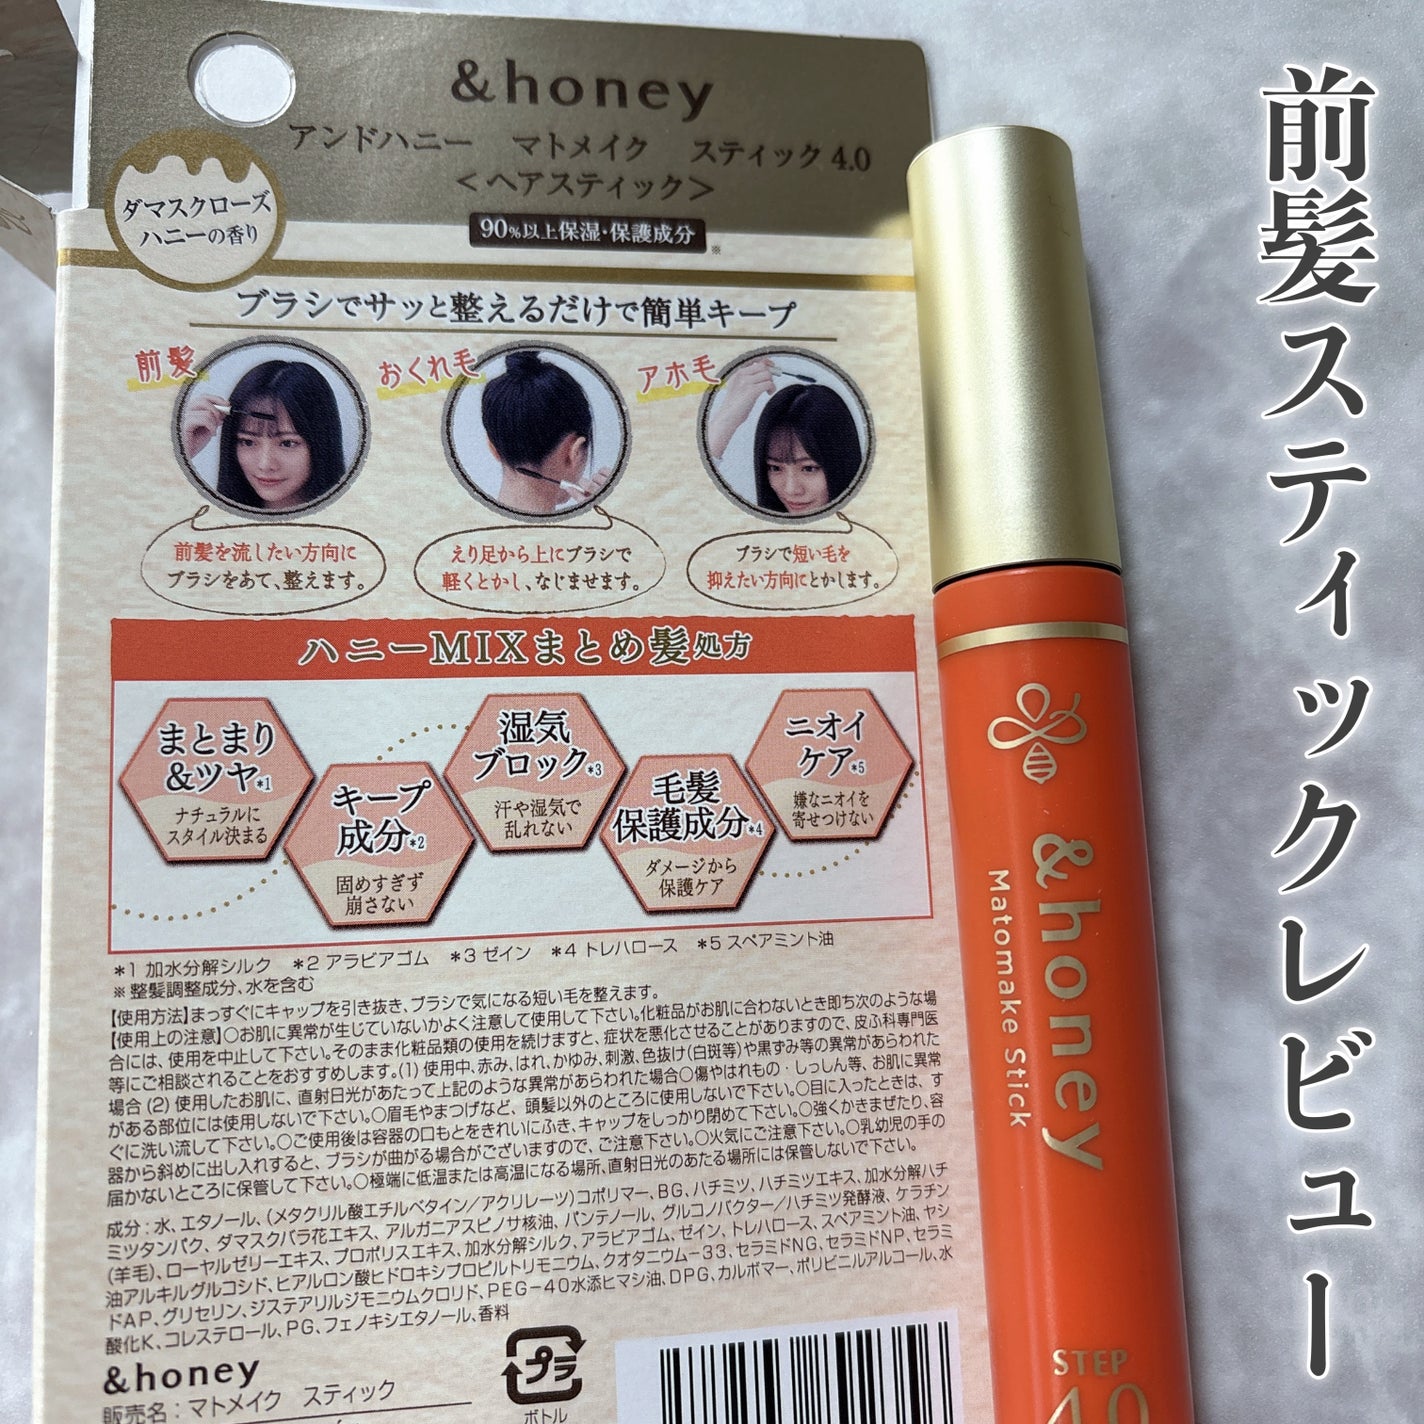 前髪スティックレビュー
&honey
アンドハニー マトメイク スティック4.0
<ヘアスティック>
ダマスクローズ
ハニーの香り
90%以上保湿・保護成分※
ブラシでサッと整えるだけで簡単キープ
前髪
おくれ毛
アホ毛
前髪を流したい方向に
ブラシをあて、整えます。
えり足から上にブラシで
軽くとかし、なじませます。
ブラシで短い毛を
抑えたい方向にとかします。
ハニーMIXまとめ髪処方
まとまり
&ツヤ*1
ナチュラルに
スタイル決まる
キープ
成分*2
固めすぎず
崩さない
湿気
ブロック*3
汗や湿気で
乱れない
毛髪
保護成分*4
ダメージから
保護ケア
ニオイ
ケア*5
嫌なニオイを
寄せつけない
*1 加水分解シルク *2 アラビアゴム *3 ゼイン *4 トレハロース *5 スペアミント油
※整髪調整成分、水を含む
【使用方法】まっすぐにキャップを引き抜き、ブラシで気になる短い毛を整えます。
【使用上の注意】○お肌に異常が生じていないかよく注意して使用して下さい。化粧品がお肌に合わないとき即ち次のような場
合には、使用を中止して下さい。そのまま化粧品類の使用を続けますと、症状を悪化させることがありますので、皮ふ科専門医
等にご相談されることをおすすめします。(1) 使用中、赤み、はれ、かゆみ、刺激、色抜け(白斑等)や黒ずみ等の異常があらわれた
場合 (2) 使用したお肌に、直射日光があたって上記のような異常があらわれた場合○傷やはれもの・しっしん等、お肌に異常
がある部位には使用しないで下さい。○眉毛やまつげなど、頭髪以外のところに使用しないで下さい。○目に入ったときは、す
ぐに洗い流して下さい。○ご使用後は容器の口もとをきれいにふき、キャップをしっかり閉めて下さい。○強くかきまぜたり、容
器から斜めに出し入れすると、ブラシが曲がる場合がございますので、ご注意下さい。○火気にご注意下さい。○乳幼児の手の
届かないところに保管して下さい。○極端に低温または高温になる場所、直射日光のあたる場所には保管しないで下さい。
成分:水、エタノール、(メタクリル酸エチルベタイン/アクリレーツ)コポリマー、BG、ハチミツ、ハチミツエキス、加水分解ハチ
ミツタンパク、ダマスクバラ花エキス、アルガニアスピノサ核油、パンテノール、グルコノバクター/ハチミツ発酵液、ケラチン
(羊毛)、ローヤルゼリーエキス、プロポリスエキス、加水分解シルク、アラビアゴム、ゼイン、トレハロース、スペアミント油、ヤシ
油アルキルグルコシド、ヒアルロン酸ヒドロキシプロピルトリモニウム、クオタニウム-33、セラミドNG、セラミドNP、セラミ
ドAP、グリセリン、ジステアリルジモニウムクロリド、PEG-40水添ヒマシ油、DPG、カルボマー、ポリビニルアルコール、水
酸化K、コレステロール、PG、フェノキシエタノール、香料
&honey
販売名:マトメイク スティック
プラ
ボトル
&honey
Matomake Stick
STEP
4.0